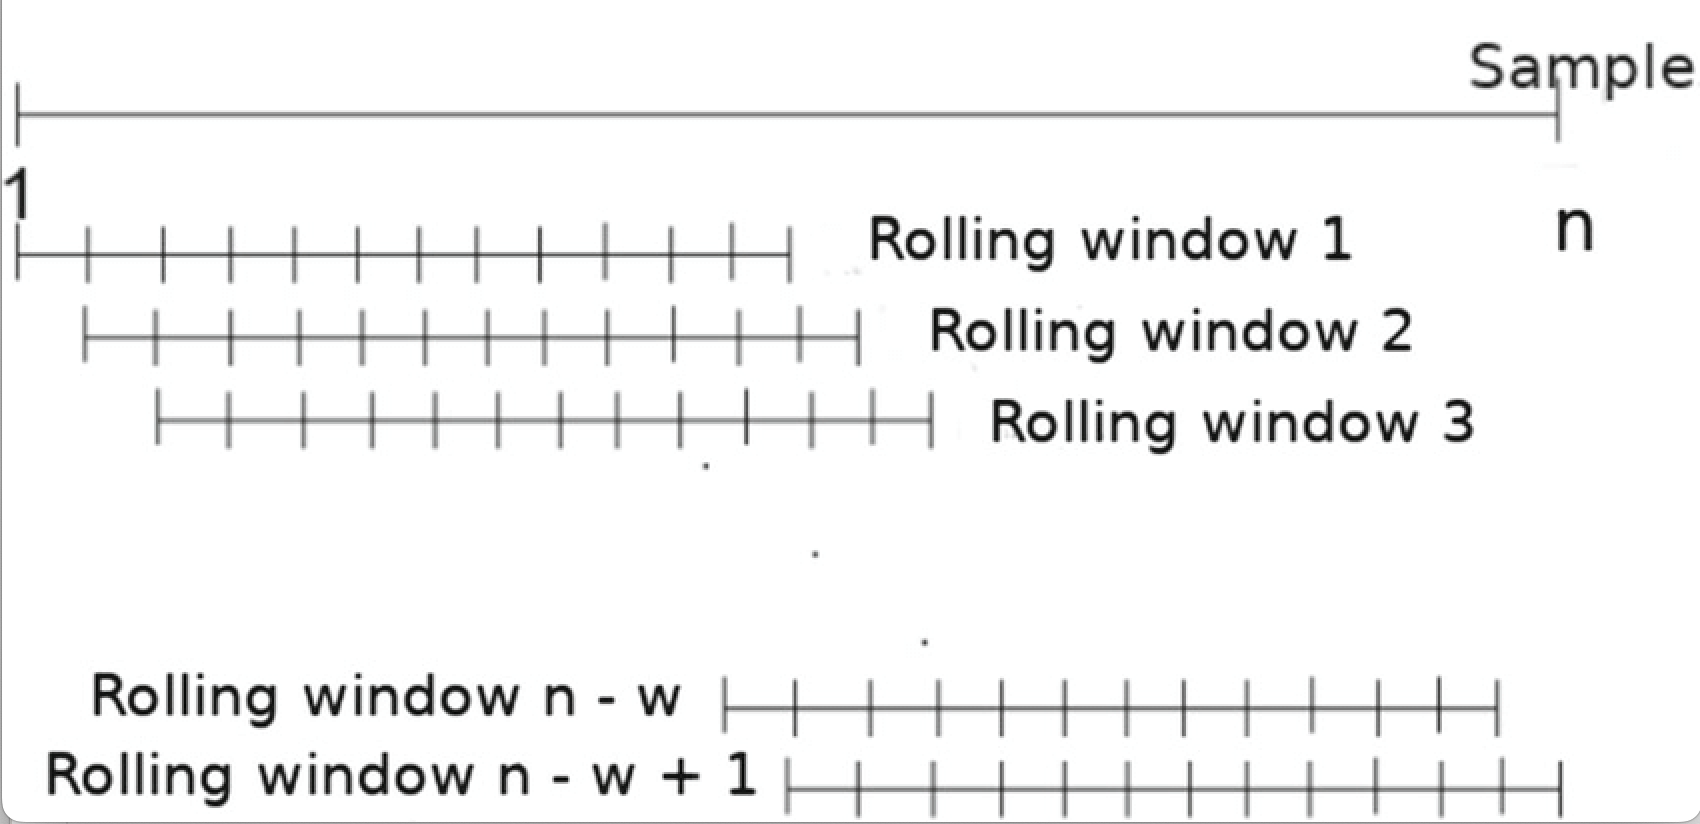 Sample
1
n
Rolling window 1
Rolling window 2
Rolling window 3
Rolling window n - w
Rolling window n - w + 1